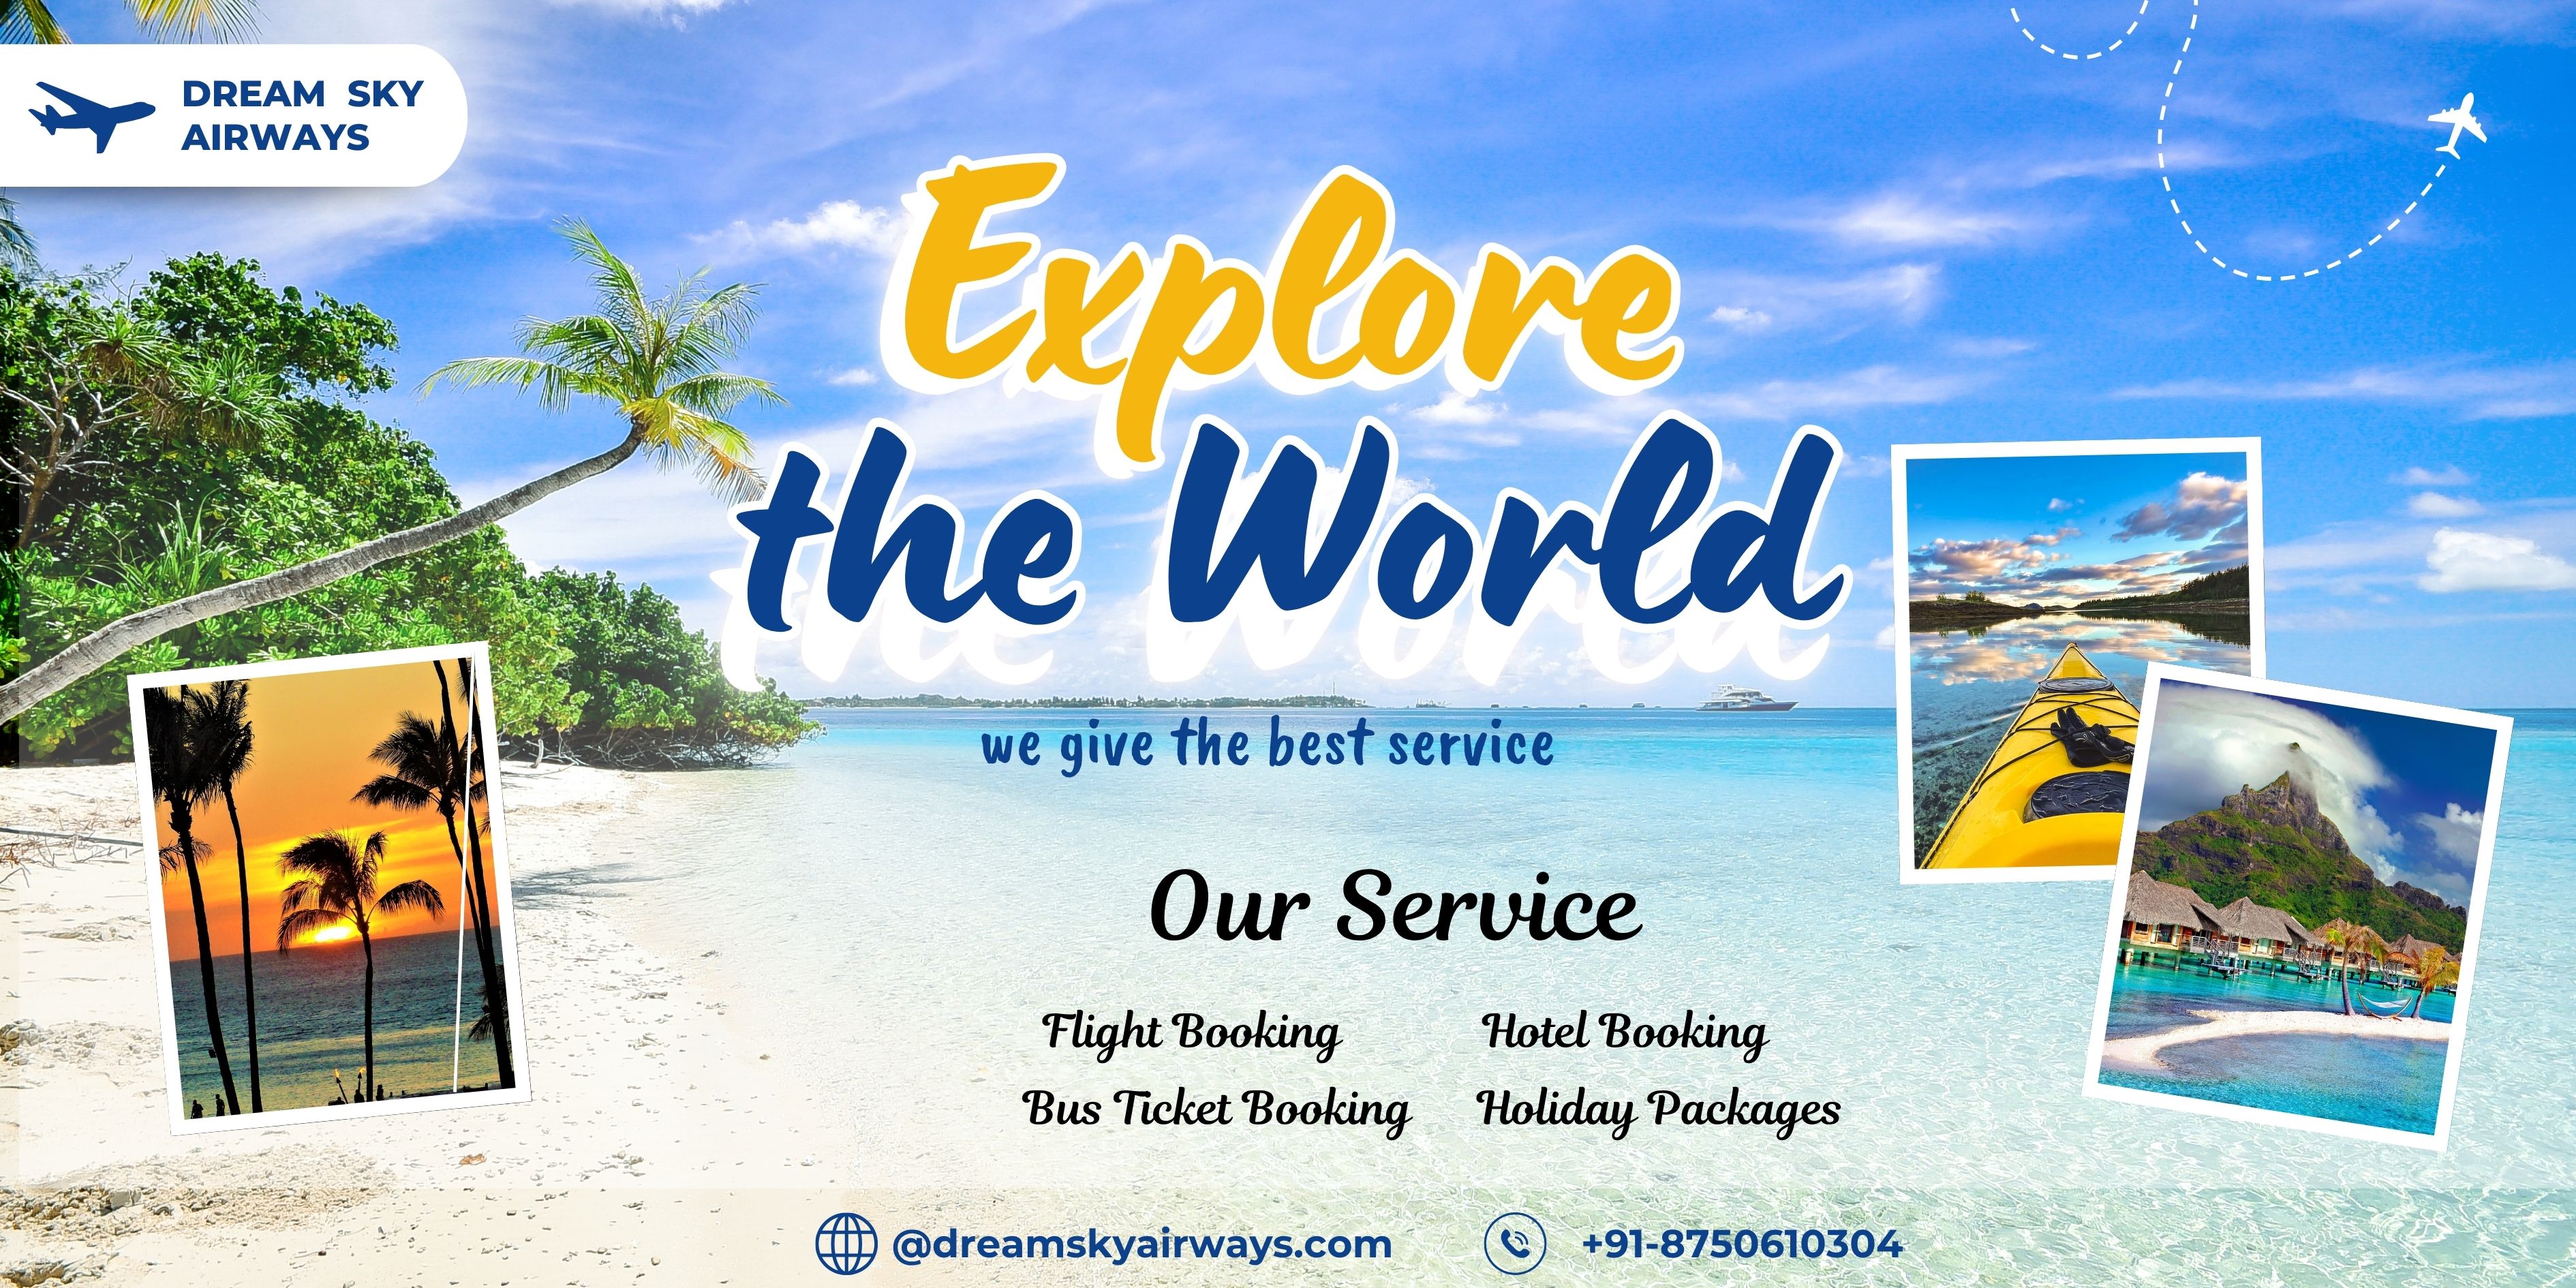 DREAM SKY
AIRWAYS
Explore
the World
we give the best service
Our Service
Flight Booking
Hotel Booking
Bus Ticket Booking
Holiday Packages
@dreamskyairways.com
+91-8750610304